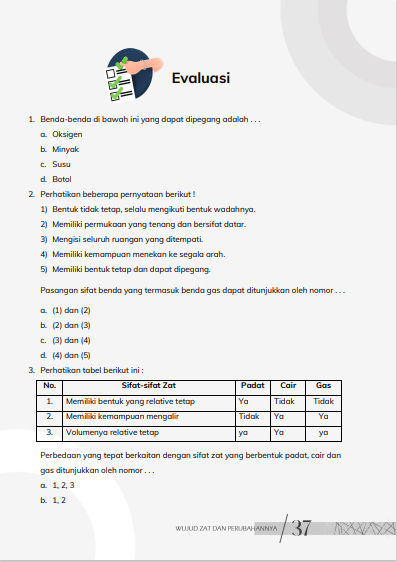 Evaluasi
1. Benda-benda di bawah ini yang dapat dipegang adalah . . .
a. Oksigen
b. Minyak
c. Susu
d. Botol
2. Perhatikan beberapa pernyataan berikut !
1) Bentuk tidak tetap, selalu mengikuti bentuk wadahnya.
2) Memiliki permukaan yang tenang dan bersifat datar.
3) Mengisi seluruh ruangan yang ditempati.
4) Memiliki kemampuan menekan ke segala arah.
5) Memiliki bentuk tetap dan dapat dipegang.
Pasangan sifat benda yang termasuk benda gas dapat ditunjukkan oleh nomor . . .
a. (1) dan (2)
b. (2) dan (3)
c. (3) dan (4)
d. (4) dan (5)
3. Perhatikan tabel berikut ini :
No. Sifat-sifat Zat Padat Cair Gas
1. Memiliki bentuk yang relative tetap Ya Tidak Tidak
2. Memiliki kemampuan mengalir Tidak Ya Ya
3. Volumenya relative tetap ya Ya ya
Perbedaan yang tepat berkaitan dengan sifat zat yang berbentuk padat, cair dan
gas ditunjukkan oleh nomor . . .
a. 1, 2, 3
b. 1, 2
WUJUD ZAT DAN PERUBAHANNYA 37